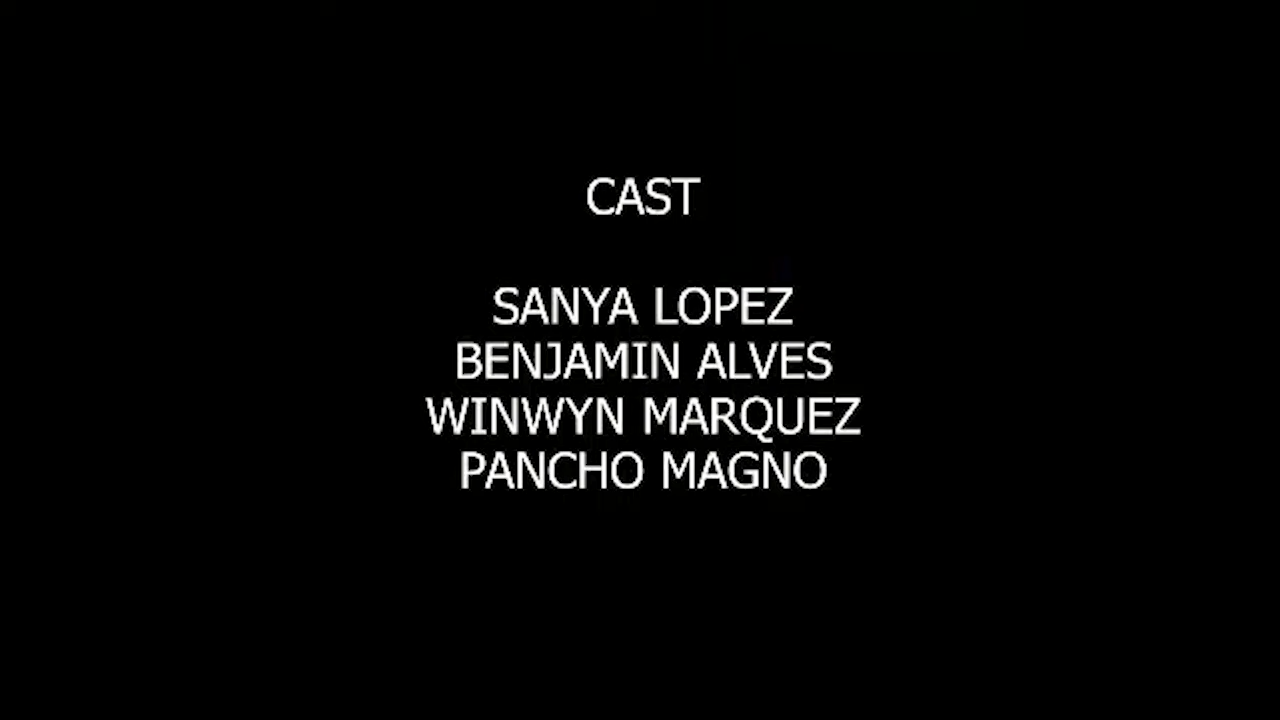 CAST
SANYA LOPEZ
BENJAMIN ALVES
WINWYN MARQUEZ
PANCHO MAGNO